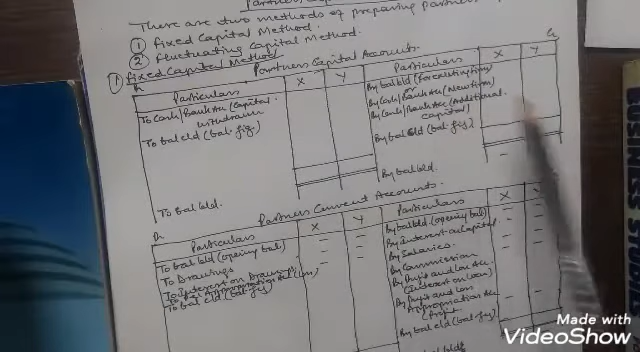 There are two methods of preparing partners
① Fixed Capital Method.
② Fluctuating Capital Method.
① Fixed Capital Method
Partners Capital Accounts.
Dr
Cr
Particulars X Y Particulars X Y
To Cash/Bank A/c (Capital withdrawn
To bal c/d (bal. fig)
To bal b/d.
By bal b/d (for existing firm)
or
By Cash/Bank A/c (New firm)
By Cash/Bank A/c (Additional capital)
By bal c/d (bal fig)
By bal b/d.
Partners Current Accounts.
Dr
Particulars X Y Particulars X
To bal b/d (opening bal)
To Drawings
To Interest on Drawings
To bal c/d (bal fig)
By bal b/d (opening bal)
By Interest on Capital
By Salaries.
By Commission
By Profit and Loss A/c
(Interest on loan)
By Profit and Loss
Appropriation A/c
By bal c/d (bal fig)
Made with
VideoShow